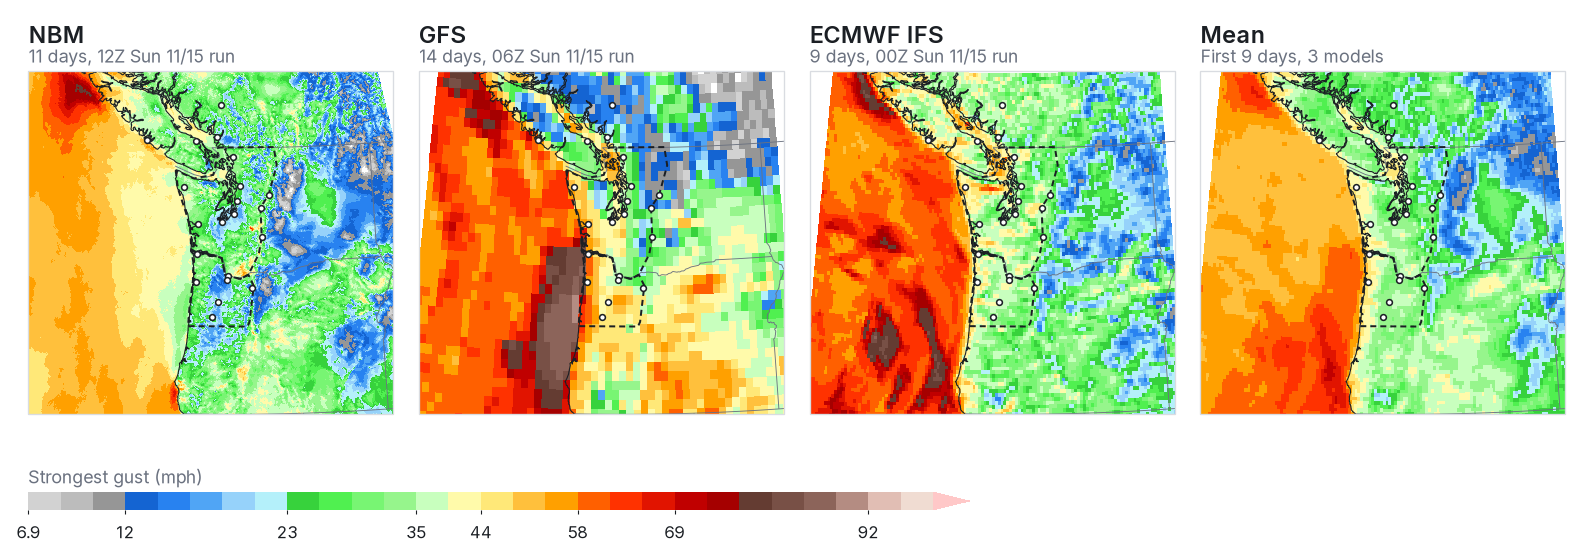 NBM
11 days, 12Z Sun 11/15 run
GFS
14 days, 06Z Sun 11/15 run
ECMWF IFS
9 days, 00Z Sun 11/15 run
Mean
First 9 days, 3 models
Strongest gust (mph)
6.9 12 23 35 44 58 69 92